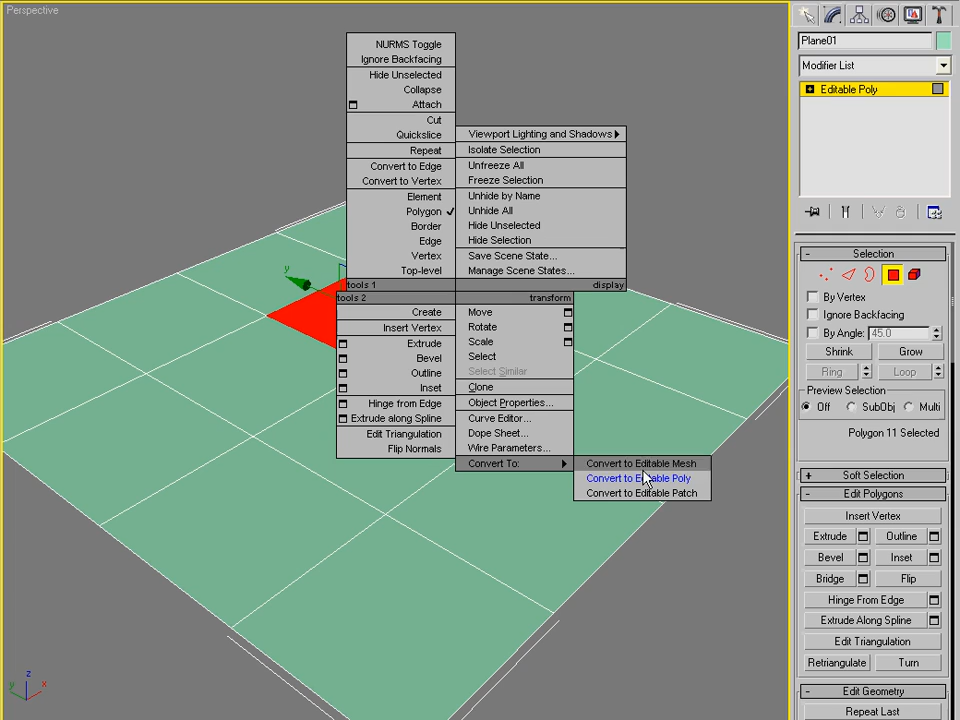 Perspective
NURMS Toggle
Ignore Backfacing
Hide Unselected
Collapse
Attach
Cut
Quickslice
Repeat
Convert to Edge
Convert to Vertex
Element
Polygon
Border
Edge
Vertex
Top-level
tools 1
Viewport Lighting and Shadows
Isolate Selection
Unfreeze All
Freeze Selection
Unhide by Name
Unhide All
Hide Unselected
Hide Selection
Save Scene State...
Manage Scene States...
display
tools 2
Create
Insert Vertex
Extrude
Bevel
Outline
Inset
Hinge from Edge
Extrude along Spline
Edit Triangulation
Flip Normals
transform
Move
Rotate
Scale
Select
Select Similar
Clone
Object Properties...
Curve Editor...
Dope Sheet...
Wire Parameters...
Convert To:
Convert to Editable Mesh
Convert to Editable Poly
Convert to Editable Patch
y
z
y x
Plane01
Modifier List
Editable Poly
- Selection
By Vertex
Ignore Backfacing
By Angle: 45.0
Shrink Grow
Ring Loop
Preview Selection
Off SubObj Multi
Polygon 11 Selected
+ Soft Selection
- Edit Polygons
Insert Vertex
Extrude Outline
Bevel Inset
Bridge Flip
Hinge From Edge
Extrude Along Spline
Edit Triangulation
Retriangulate Turn
- Edit Geometry
Repeat Last